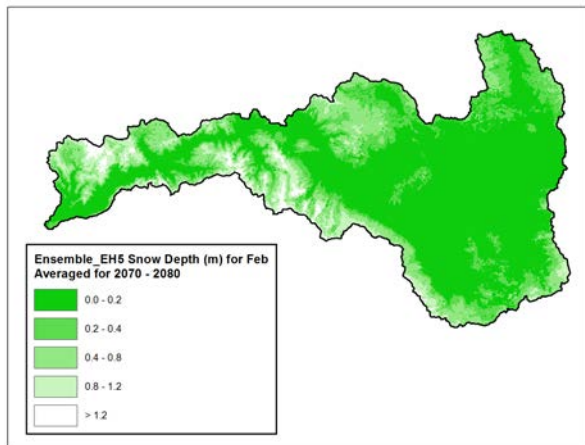 Ensemble_EH5 Snow Depth (m) for Feb
Averaged for 2070 - 2080
0.0 - 0.2
0.2 - 0.4
0.4 - 0.8
0.8 - 1.2
> 1.2